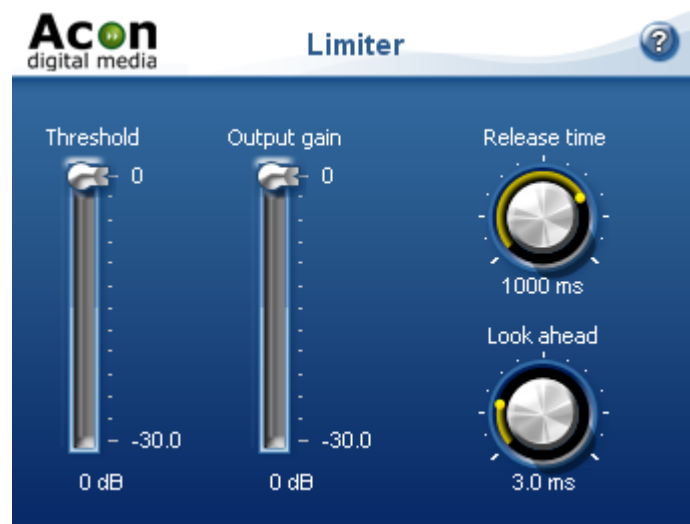 Acon
digital media
Limiter
?
Threshold
Output gain
Release time
0
0
1000 ms
Look ahead
-30.0
-30.0
0 dB
0 dB
3.0 ms